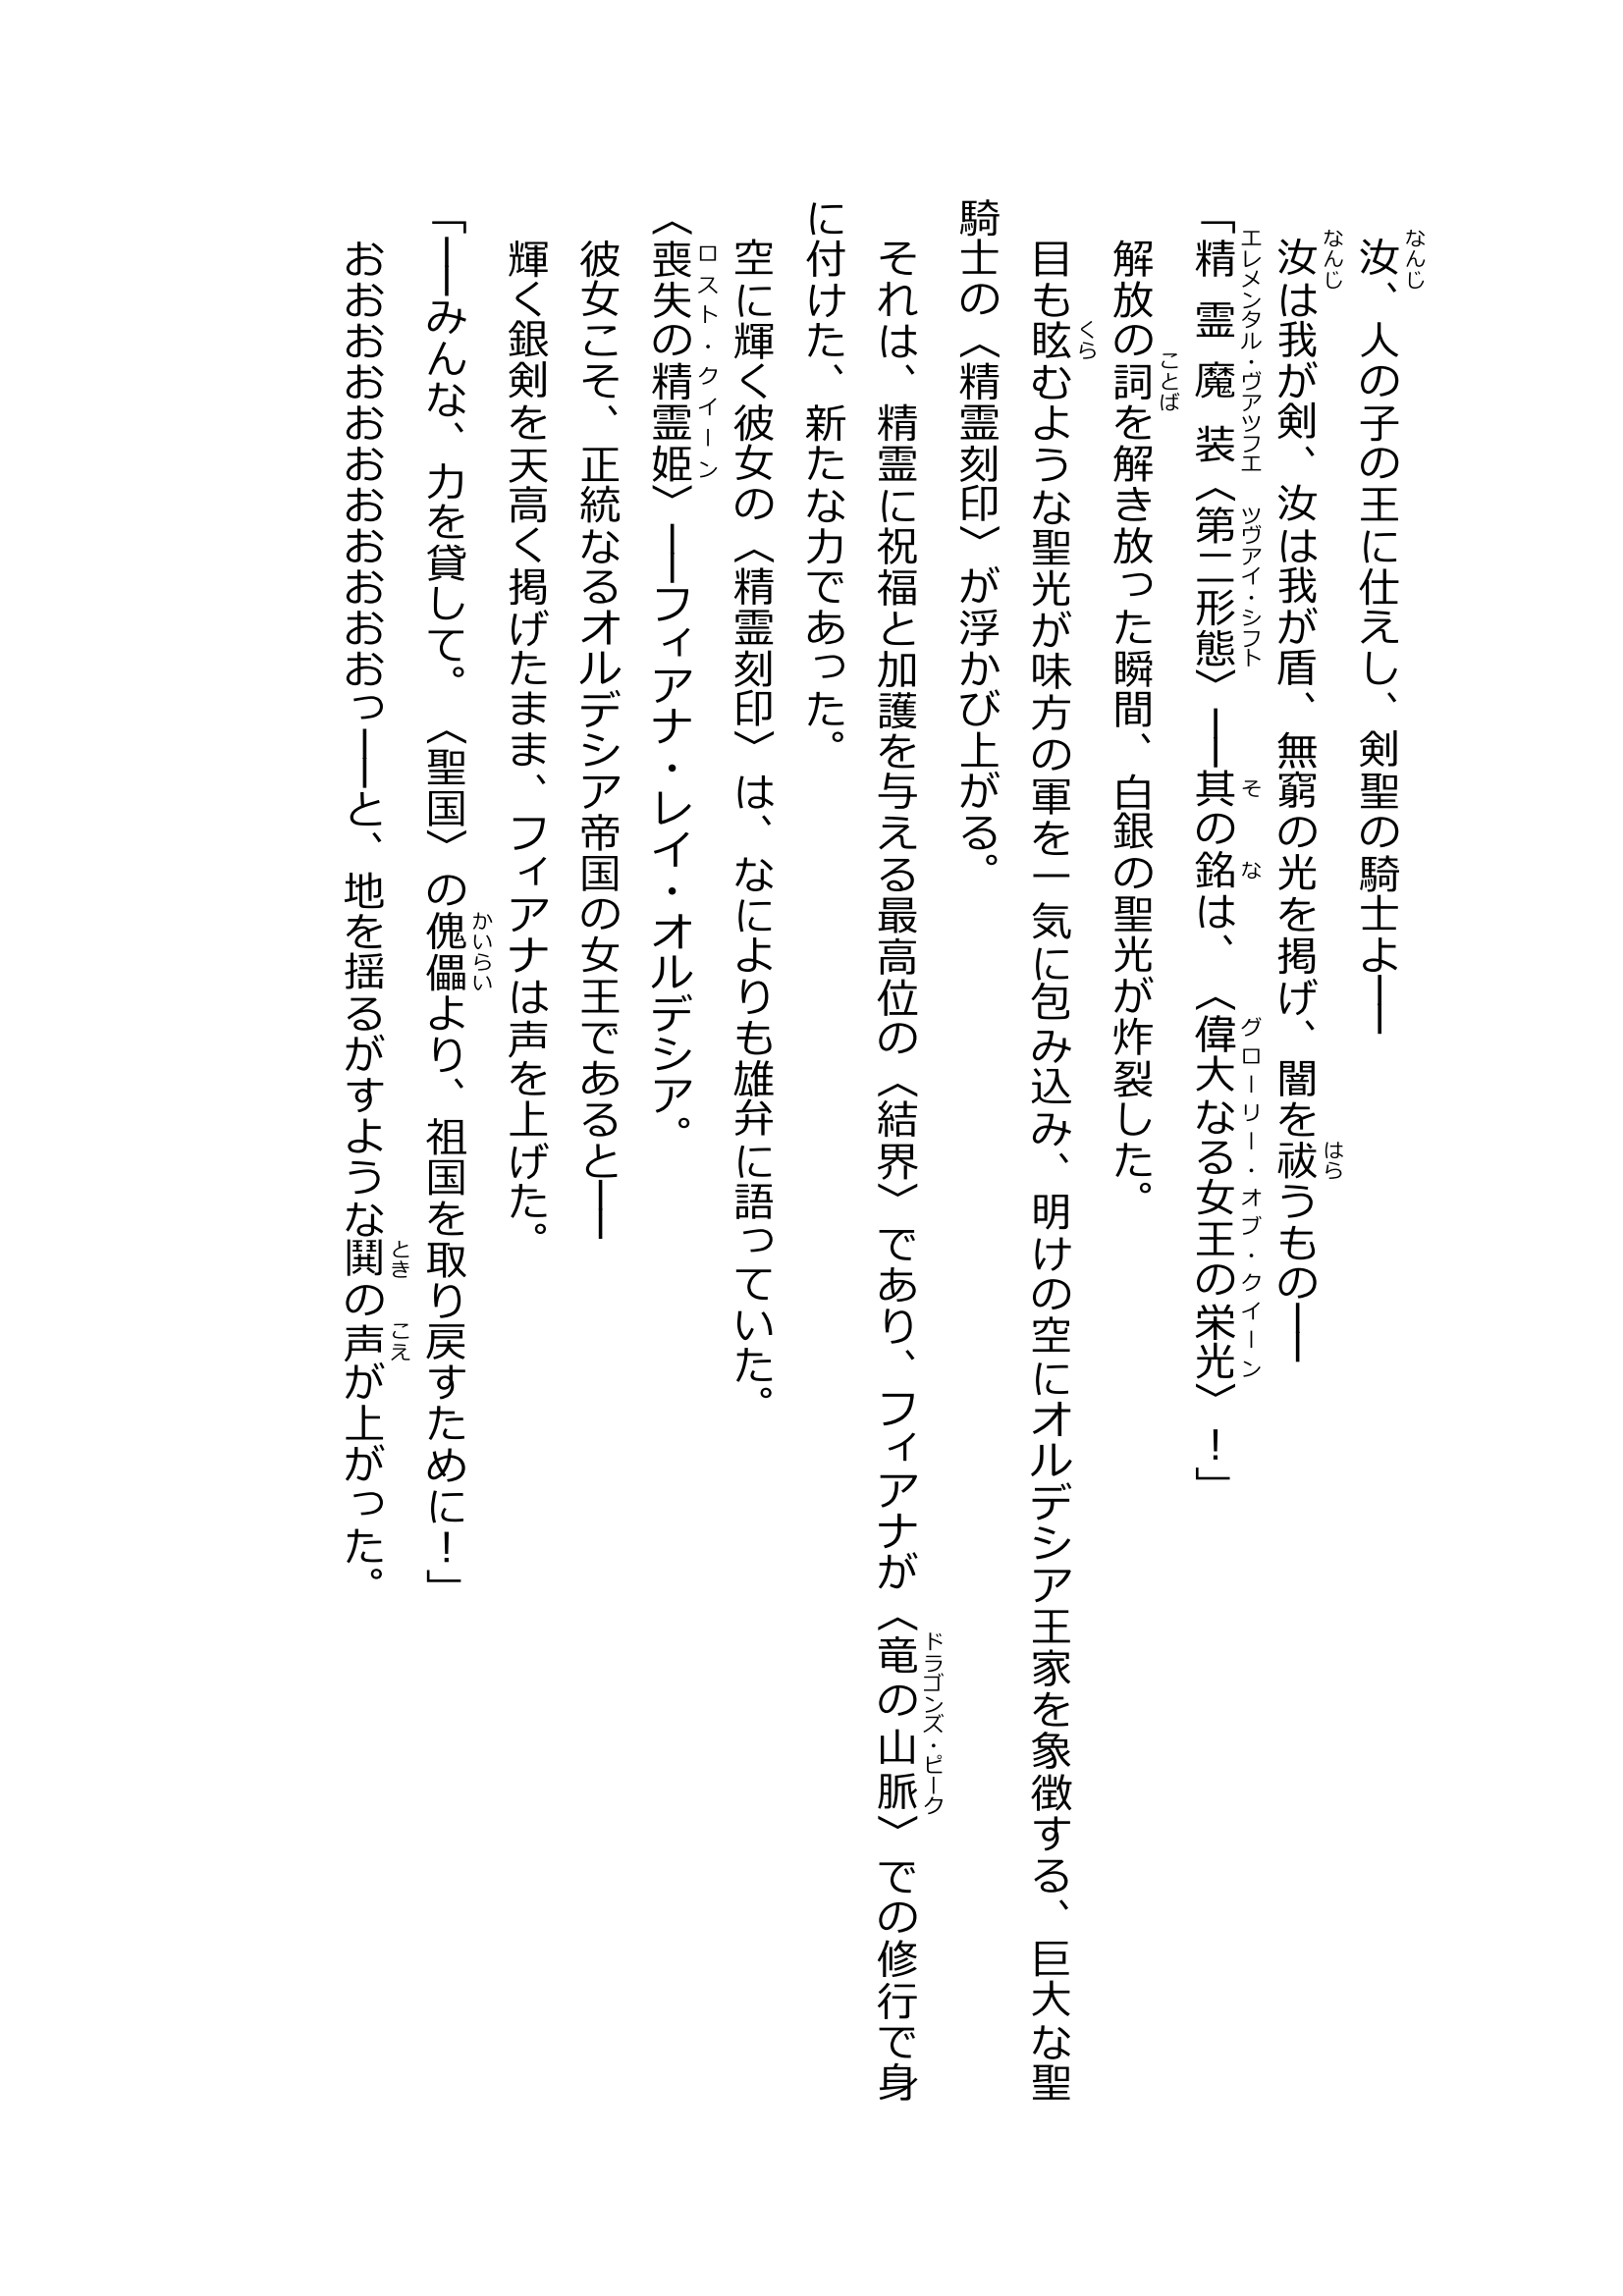 汝、人の子の王に仕えし、剣聖の騎士よ――
汝は我が剣、汝は我が盾、無窮の光を掲げ、闇を祓うもの――
「精霊魔装〈第二形態〉――其の銘は、〈偉大なる女王の栄光〉！」
解放の詞を解き放った瞬間、白銀の聖光が炸裂した。
目も眩むような聖光が味方の軍を一気に包み込み、明けの空にオルデシア王家を象徴する、巨大な聖
騎士の〈精霊刻印〉が浮かび上がる。
それは、精霊に祝福と加護を与える最高位の〈結界〉であり、フィアナが〈竜の山脈〉での修行で身
に付けた、新たな力であった。
空に輝く彼女の〈精霊刻印〉は、なによりも雄弁に語っていた。
〈喪失の精霊姫〉――フィアナ・レイ・オルデシア。
彼女こそ、正統なるオルデシア帝国の女王であると――
輝く銀剣を天高く掲げたまま、フィアナは声を上げた。
「――みんな、力を貸して。〈聖国〉の傀儡より、祖国を取り戻すために！」
おおおおおおおおおおおっ――と、地を揺るがすような鬨の声が上がった。